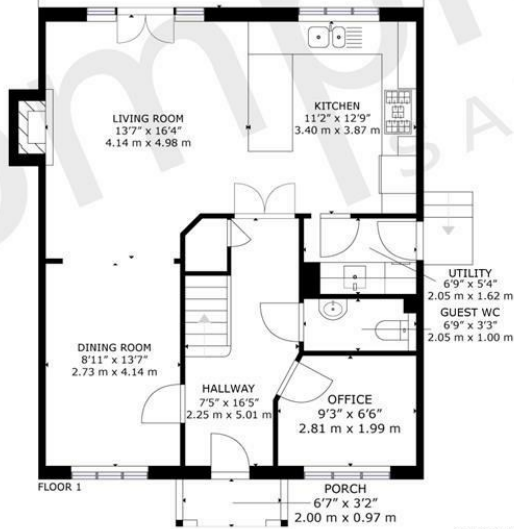 LIVING ROOM
13'7" x 16'4"
4.14 m x 4.98 m
KITCHEN
11'2" x 12'9"
3.40 m x 3.87 m
UTILITY
6'9" x 5'4"
2.05 m x 1.62 m
GUEST WC
6'9" x 3'3"
2.05 m x 1.00 m
DINING ROOM
8'11" x 13'7"
2.73 m x 4.14 m
HALLWAY
7'5" x 16'5"
2.25 m x 5.01 m
OFFICE
9'3" x 6'6"
2.81 m x 1.99 m
FLOOR 1
PORCH
6'7" x 3'2"
2.00 m x 0.97 m